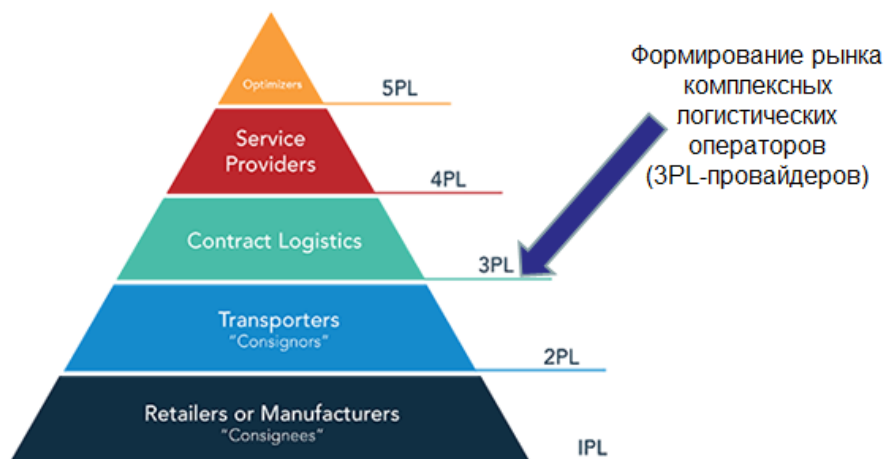 Optimizers
5PL
Service
Providers
4PL
Contract Logistics
3PL
Transporters
"Consignors"
2PL
Retailers or Manufacturers
"Consignees"
IPL
Формирование рынка
комплексных
логистических
операторов
(3PL-провайдеров)